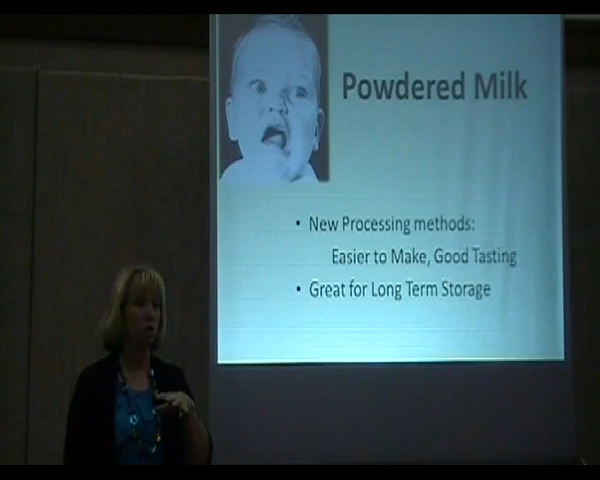 Powdered Milk
• New Processing methods:
Easier to Make, Good Tasting
• Great for Long Term Storage